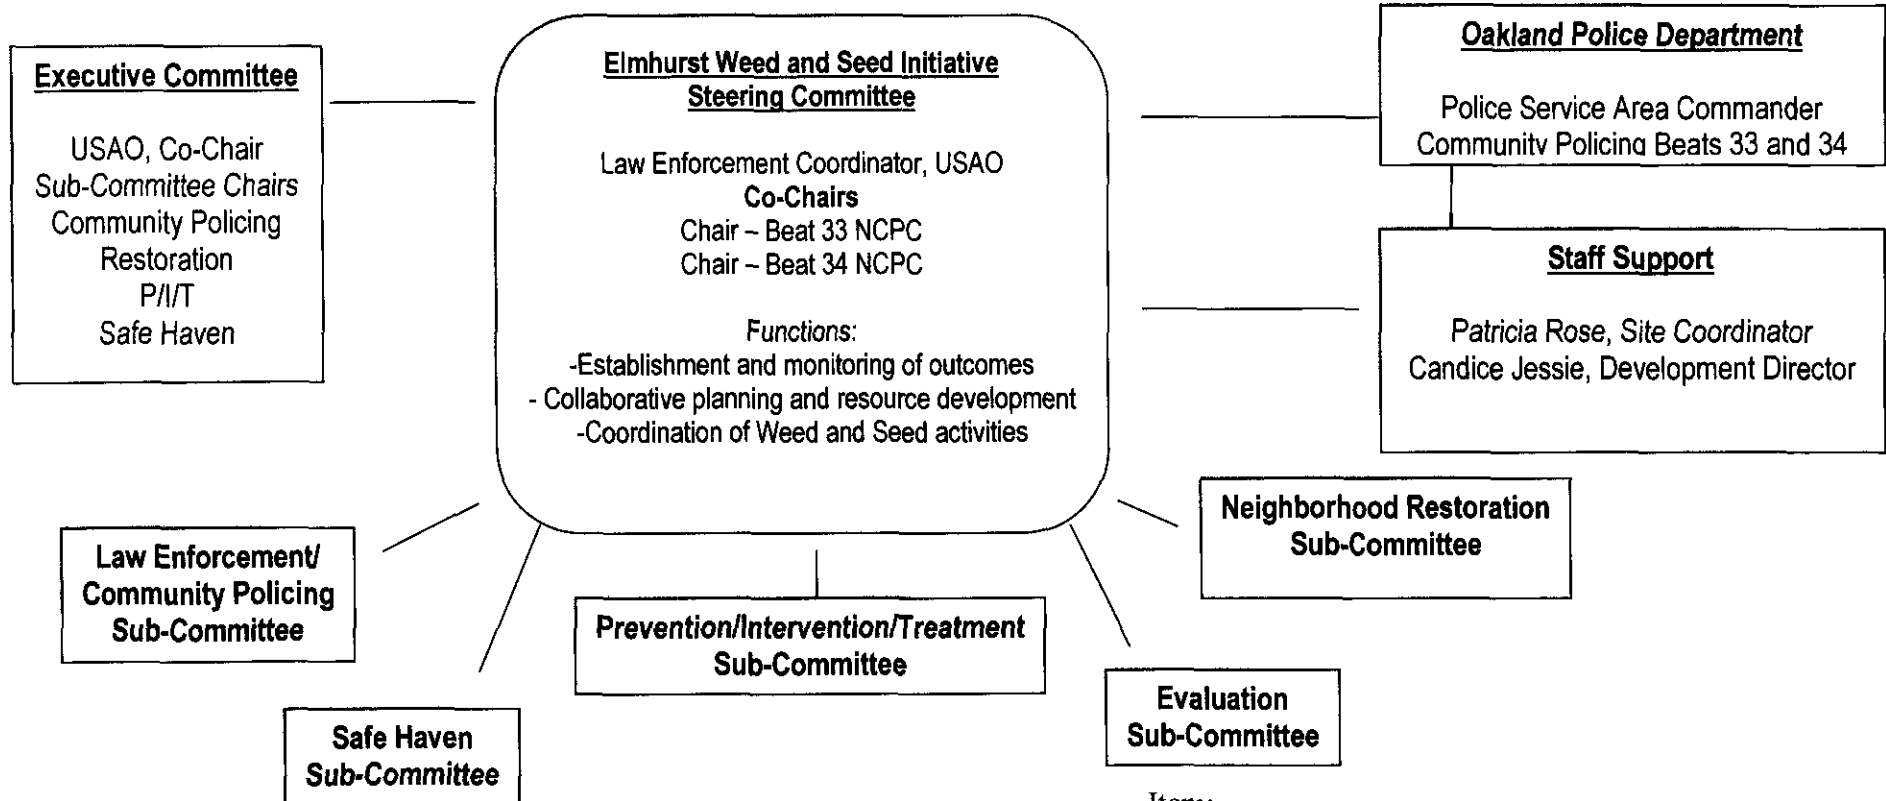 Executive Committee
USAO, Co-Chair
Sub-Committee Chairs
Community Policing
Restoration
P/I/T
Safe Haven
Elmhurst Weed and Seed Initiative
Steering Committee
Law Enforcement Coordinator, USAO
Co-Chairs
Chair – Beat 33 NCPC
Chair – Beat 34 NCPC
Functions:
-Establishment and monitoring of outcomes
- Collaborative planning and resource development
-Coordination of Weed and Seed activities
Oakland Police Department
Police Service Area Commander
Community Policing Beats 33 and 34
Staff Support
Patricia Rose, Site Coordinator
Candice Jessie, Development Director
Law Enforcement/
Community Policing
Sub-Committee
Safe Haven
Sub-Committee
Prevention/Intervention/Treatment
Sub-Committee
Evaluation
Sub-Committee
Neighborhood Restoration
Sub-Committee